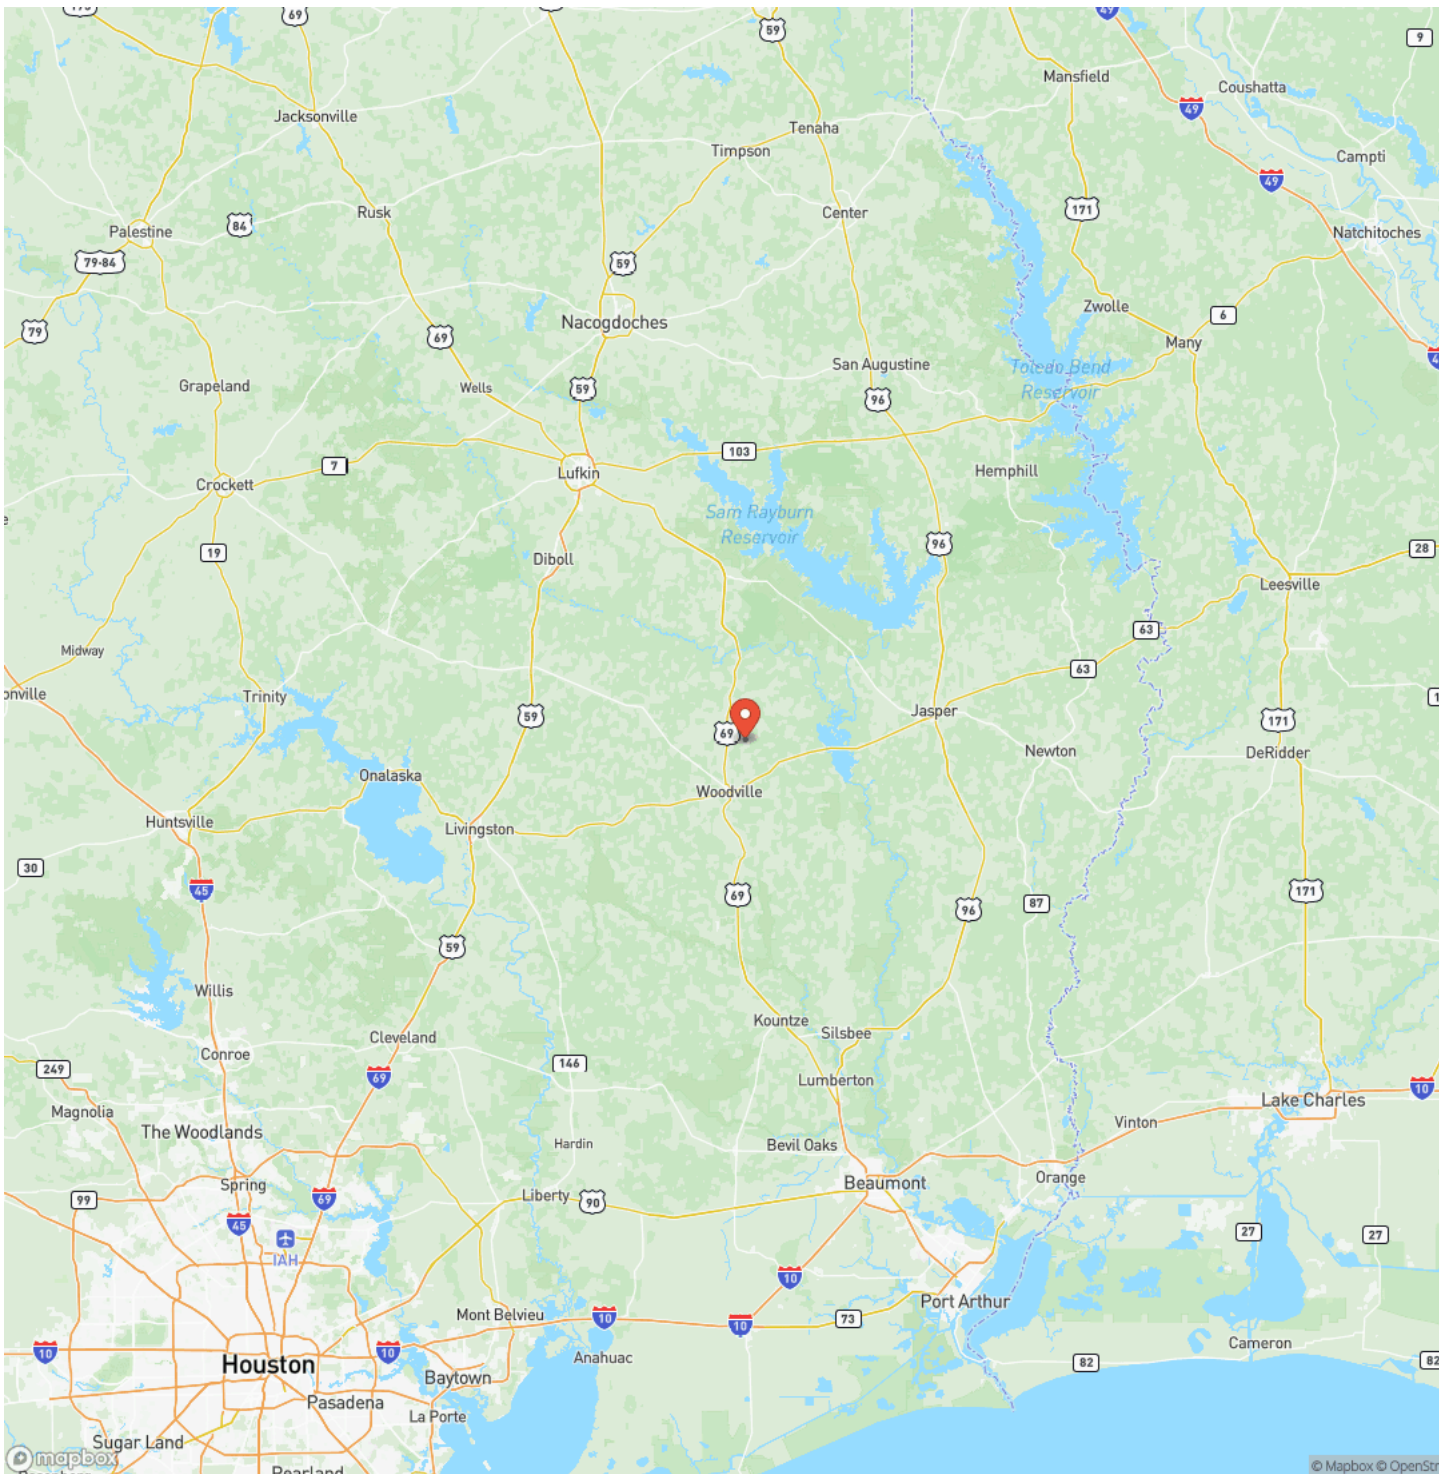 175
69
59
49
9
Mansfield
Coushatta
Jacksonville
49
Tenaha
Timpson
Campti
49
Rusk
84
Center
171
Palestine
Natchitoches
79-84
59
Zwolle
6
79
Nacogdoches
69
Many
San Augustine
Toledo Bend
Reservoir
Grapeland
Wells
59
96
103
7
Lufkin
Hemphill
Crockett
Sam Rayburn
Reservoir
19
96
28
Diboll
Leesville
63
Midway
63
onville
Trinity
59
69
Jasper
171
Newton
DeRidder
Onalaska
Woodville
Huntsville
Livingston
30
45
69
171
87
96
59
Willis
Kountze
Silsbee
Cleveland
Conroe
146
249
69
Lumberton
10
Magnolia
Lake Charles
The Woodlands
Vinton
Hardin
Bevil Oaks
Spring
Orange
99
69
Liberty
90
Beaumont
45
27
27
IAH
10
Port Arthur
Mont Belvieu
10
10
73
Cameron
10
10
Anahuac
82
82
Houston
Baytown
Pasadena
La Porte
Sugar Land
mapbox
Pearland
© Mapbox © OpenStr